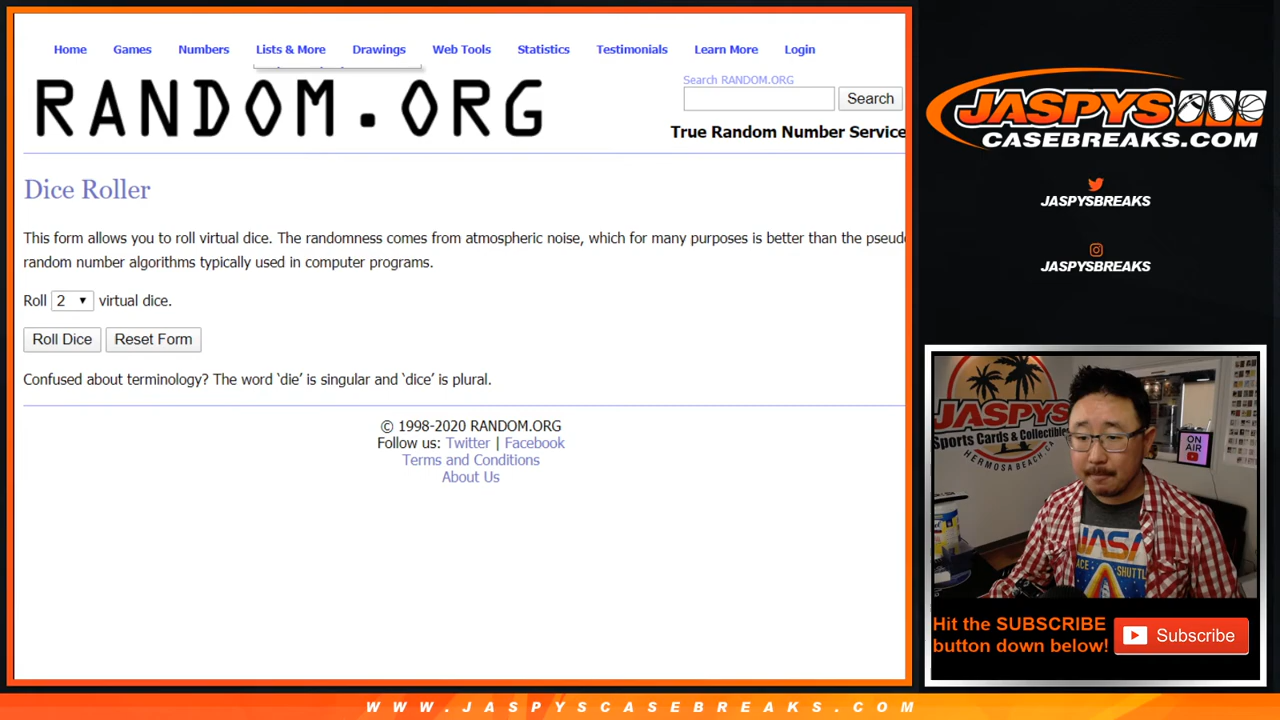 Home Games Numbers Lists & More Drawings Web Tools Statistics Testimonials Learn More Login
RANDOM.ORG
Search RANDOM.ORG
Search
True Random Number Service
Dice Roller
This form allows you to roll virtual dice. The randomness comes from atmospheric noise, which for many purposes is better than the pseudo
random number algorithms typically used in computer programs.
Roll 2 virtual dice.
Roll Dice Reset Form
Confused about terminology? The word ‘die’ is singular and ‘dice’ is plural.
© 1998-2020 RANDOM.ORG
Follow us: Twitter | Facebook
Terms and Conditions
About Us
JASPYS
CASEBREAKS.COM
JASPYSBREAKS
JASPYSBREAKS
JASPYS
Sports Cards & Collectibles
HERMOSA BEACH, CA
ON
AIR
NASA
SPACE SHUTTLE
Hit the SUBSCRIBE
button down below!
Subscribe
WWW.JASPYSCASEBREAKS.COM